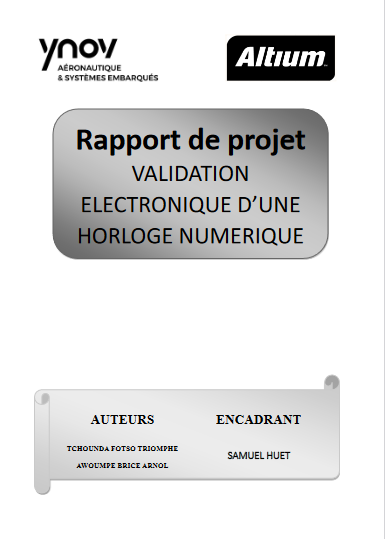 YNOV
AÉRONAUTIQUE
& SYSTÈMES EMBARQUÉS
Altium
Rapport de projet
VALIDATION
ELECTRONIQUE D’UNE
HORLOGE NUMERIQUE
AUTEURS
TCHOUNDA FOTSO TRIOMPHE
AWOUMPE BRICE ARNOL
ENCADRANT
SAMUEL HUET